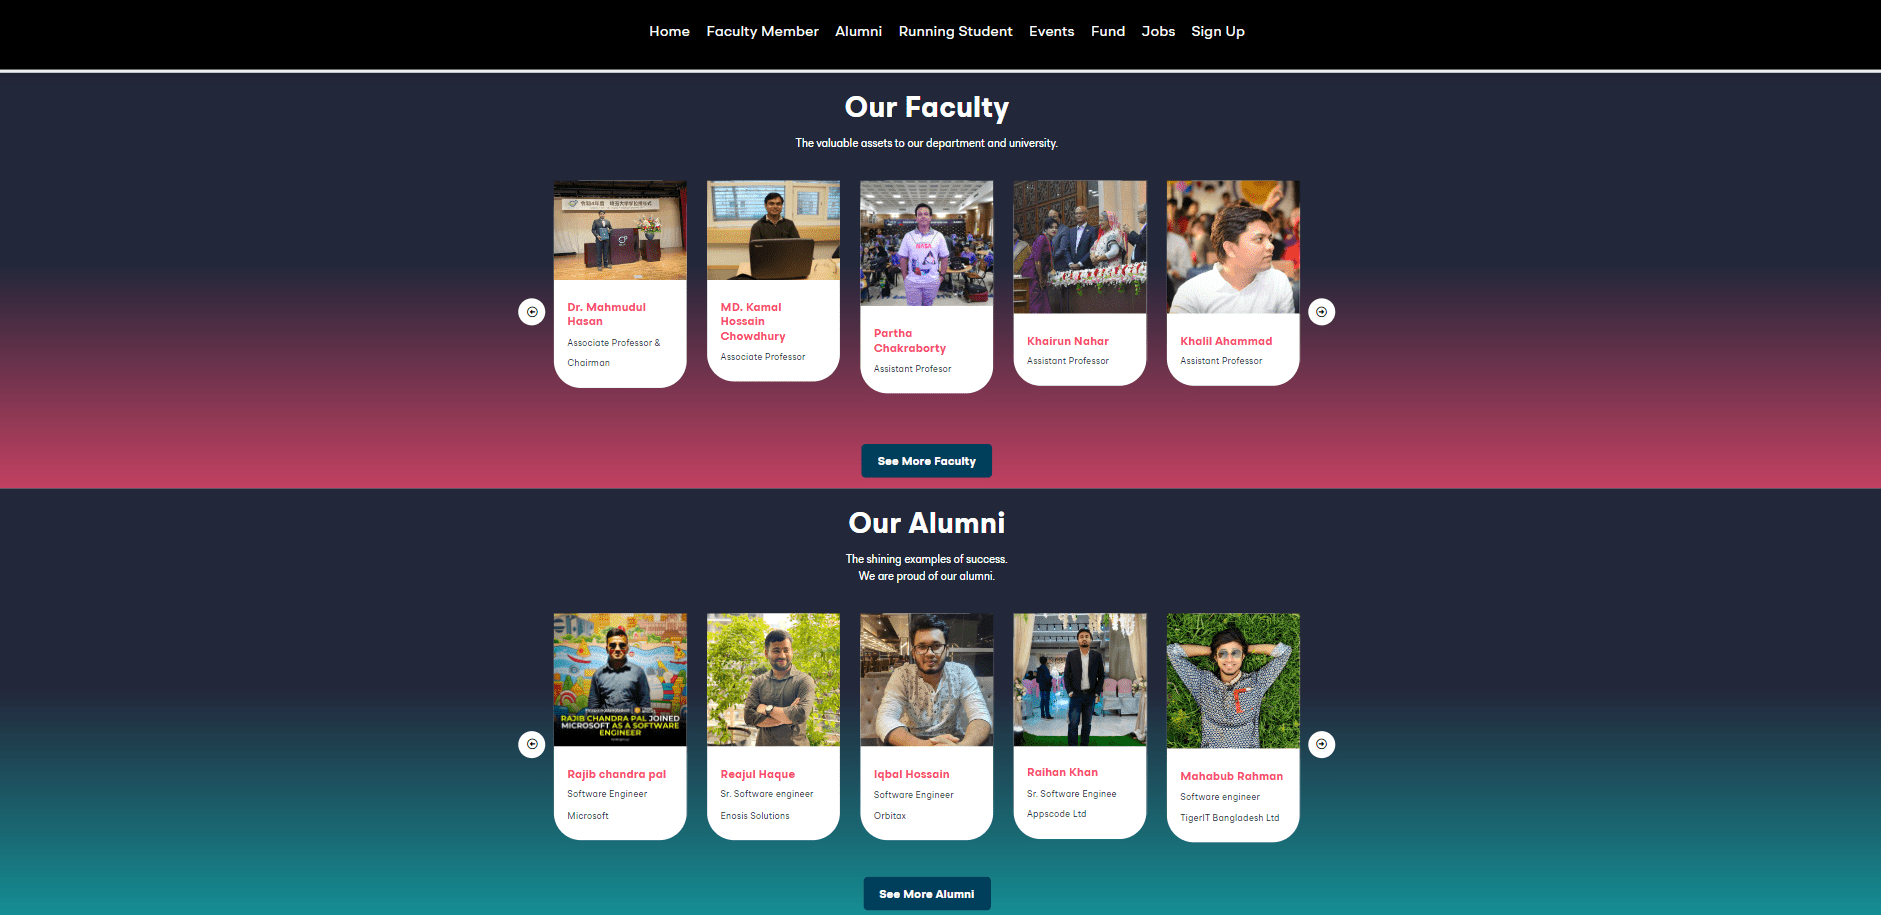 Home Faculty Member Alumni Running Student Events Fund Jobs Sign Up
Our Faculty
The valuable assets to our department and university.
NASA
Dr. Mahmudul
Hasan
Associate Professor &
Chairman
MD. Kamal
Hossain
Chowdhury
Associate Professor
Partha
Chakraborty
Assistant Profesor
Khairun Nahar
Assistant Professor
Khalil Ahammad
Assistant Professor
See More Faculty
Our Alumni
The shining examples of success.
We are proud of our alumni.
RAJIB CHANDRA PAL JOINED
MICROSOFT AS A SOFTWARE
ENGINEER
Rajib chandra pal
Software Engineer
Microsoft
Reajul Haque
Sr. Software engineer
Enosis Solutions
Iqbal Hossain
Software Engineer
Orbitax
Raihan Khan
Sr. Software Enginee
Appscode Ltd
Mahabub Rahman
Software engineer
TigerIT Bangladesh Ltd
See More Alumni